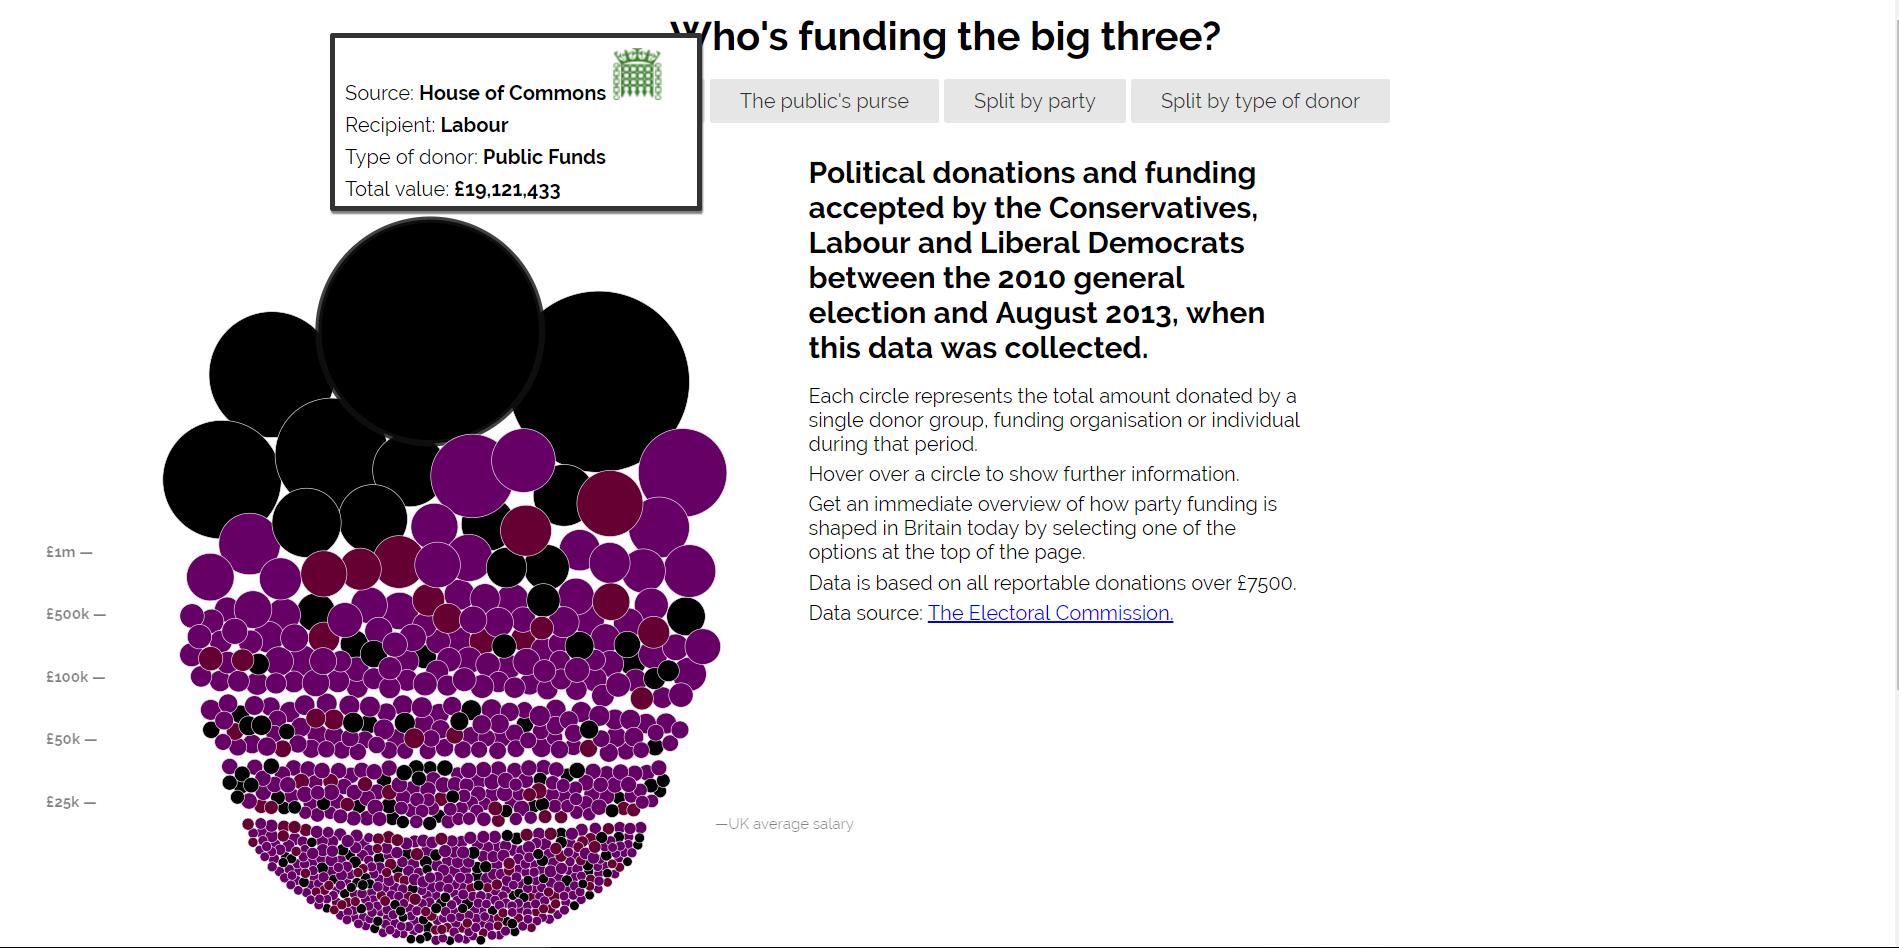 Who's funding the big three?
Source: House of Commons
Recipient: Labour
Type of donor: Public Funds
Total value: £19,121,433
The public's purse
Split by party
Split by type of donor
Political donations and funding
accepted by the Conservatives,
Labour and Liberal Democrats
between the 2010 general
election and August 2013, when
this data was collected.
Each circle represents the total amount donated by a
single donor group, funding organisation or individual
during that period.
Hover over a circle to show further information.
Get an immediate overview of how party funding is
shaped in Britain today by selecting one of the
options at the top of the page.
Data is based on all reportable donations over £7500.
Data source: The Electoral Commission.
£1m —
£500k —
£100k —
£50k —
£25k —
—UK average salary